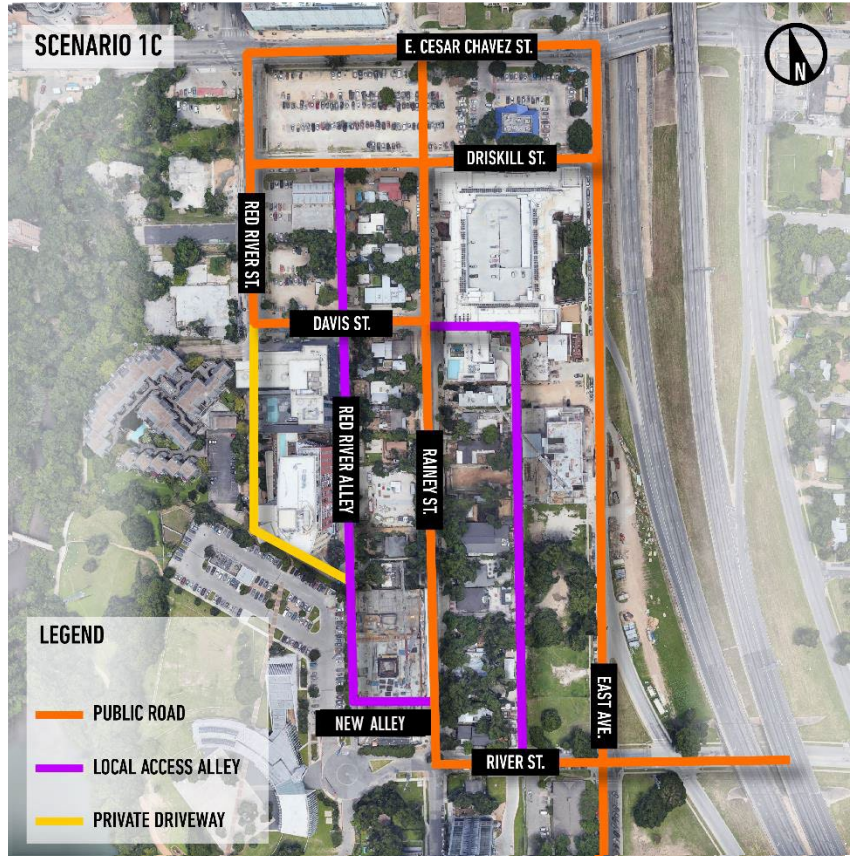 SCENARIO 1C
E. CESAR CHAVEZ ST.
N
DRISKILL ST.
RED RIVER ST.
DAVIS ST.
RED RIVER ALLEY
RAINEY ST.
LEGEND
PUBLIC ROAD
LOCAL ACCESS ALLEY
PRIVATE DRIVEWAY
NEW ALLEY
EAST AVE.
RIVER ST.